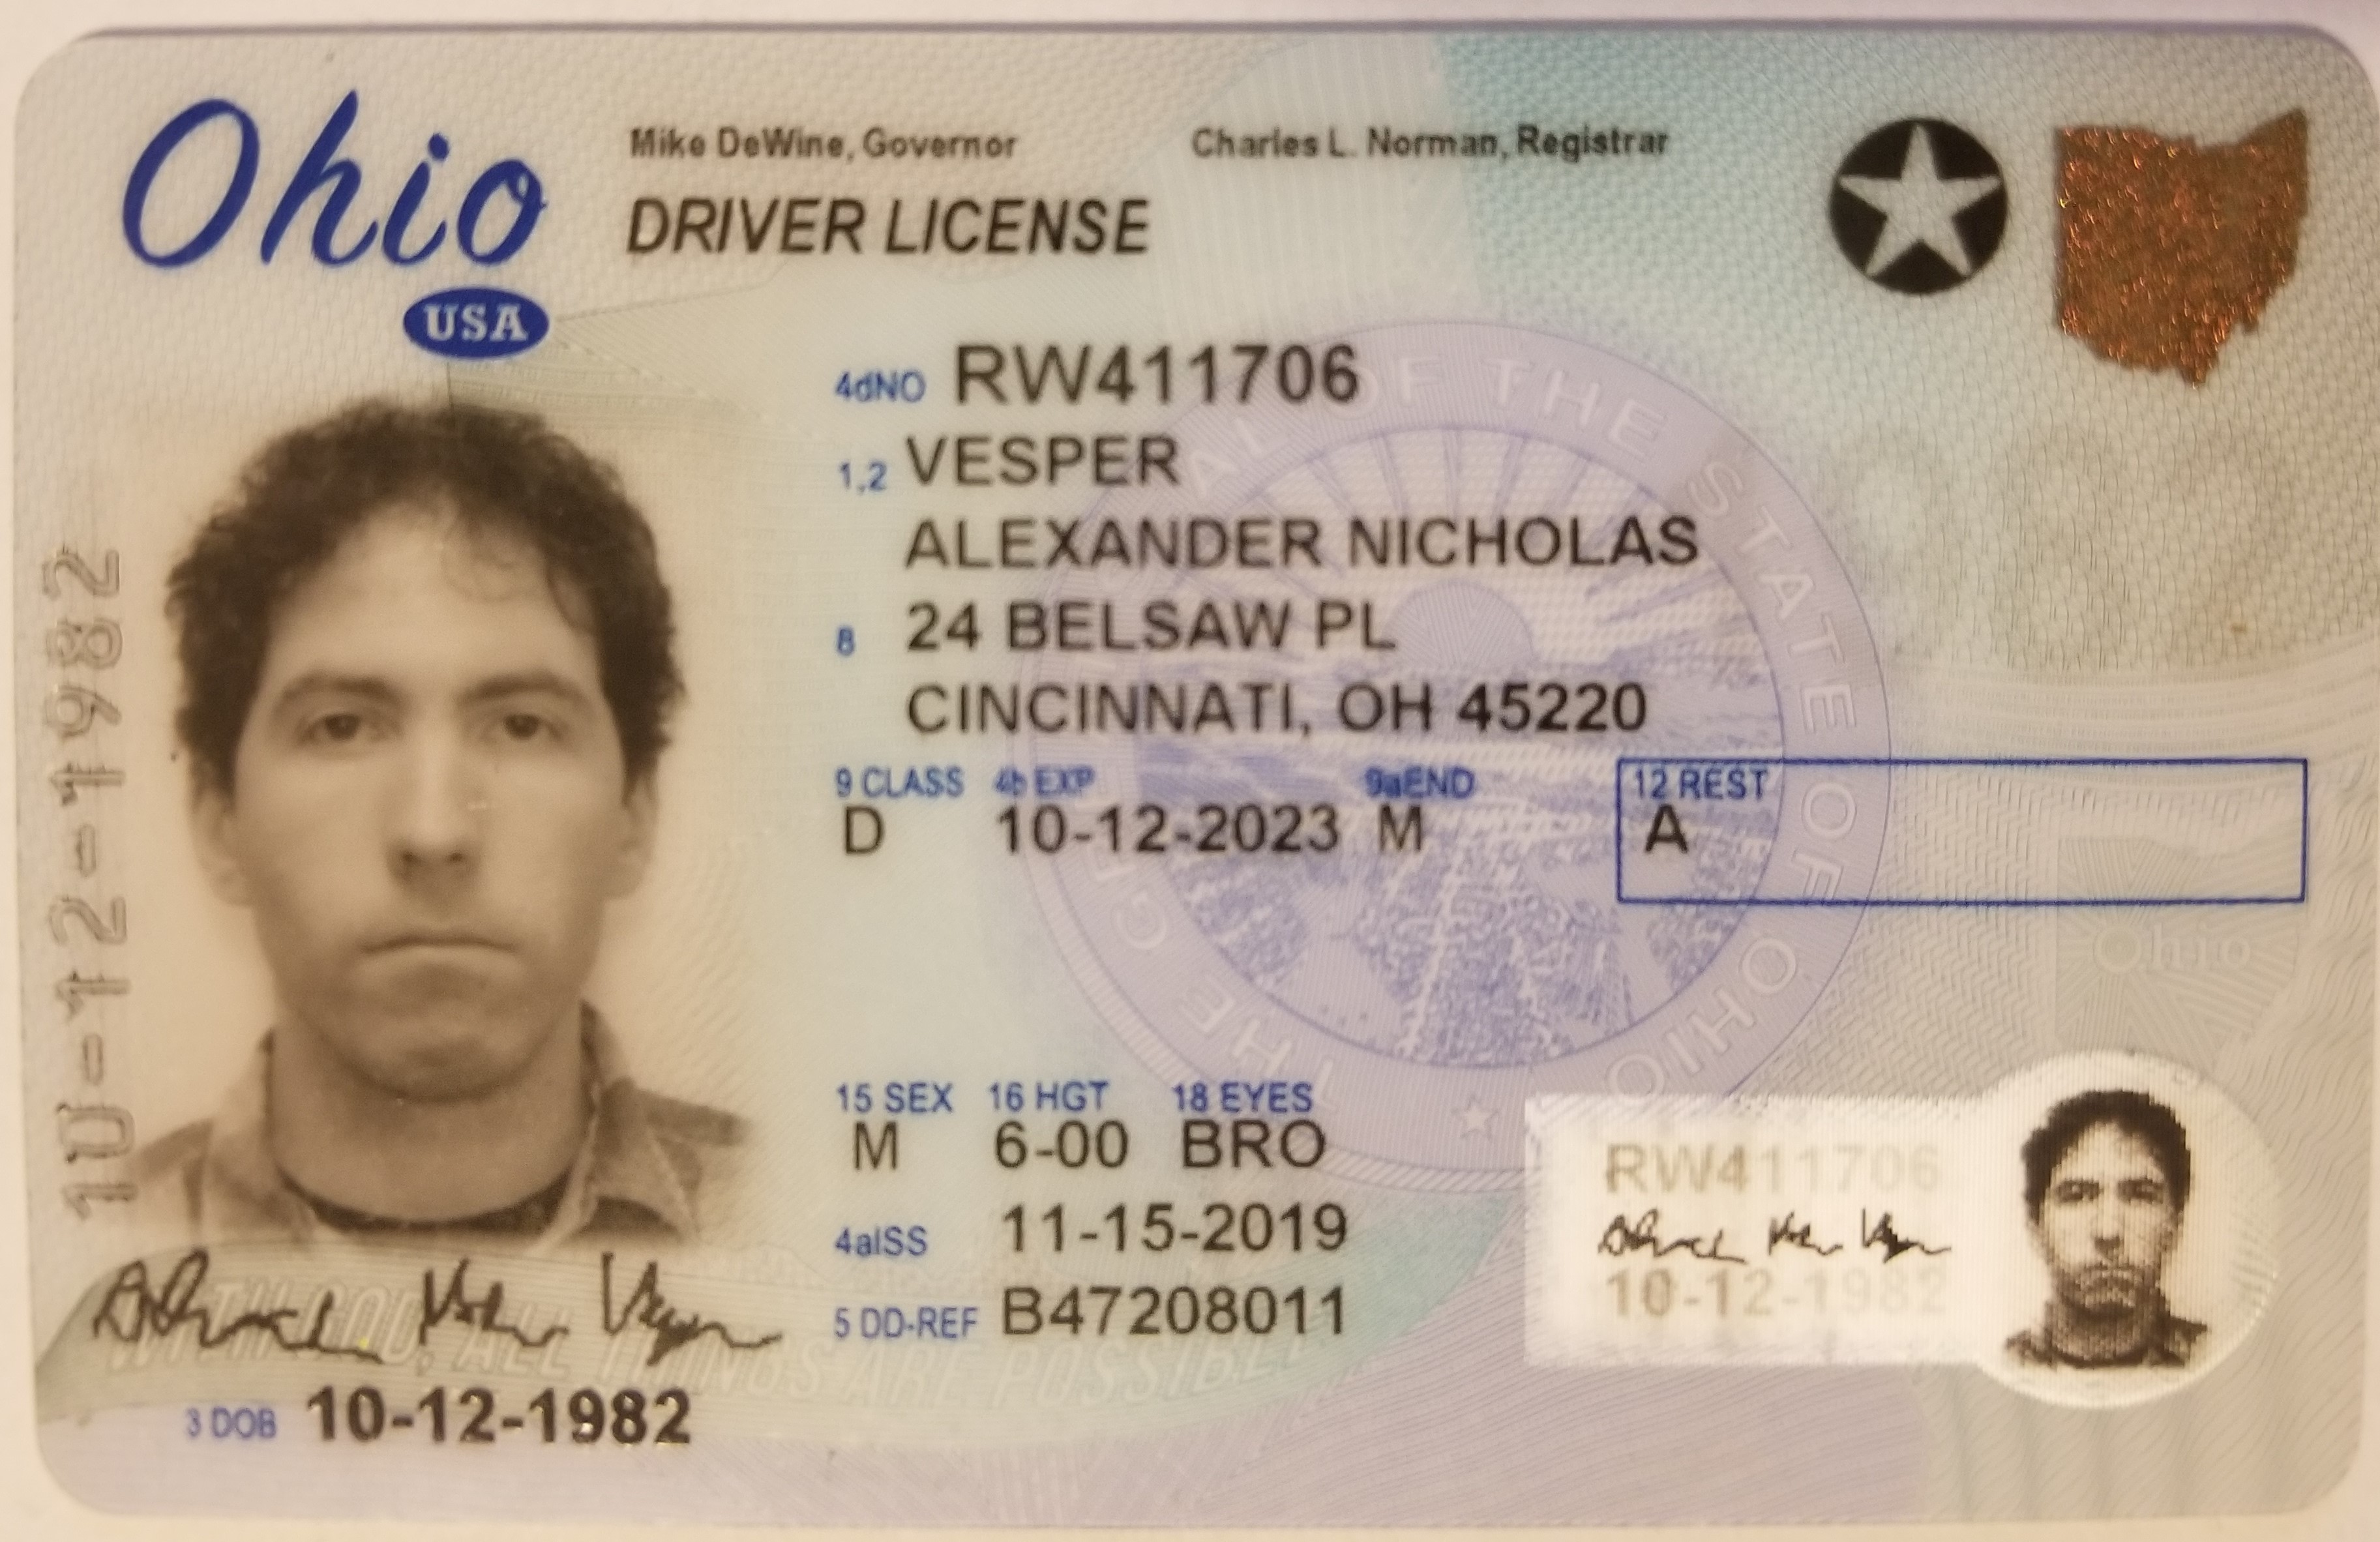 Ohio
USA
Mike DeWine, Governor Charles L. Norman, Registrar
DRIVER LICENSE
4dNO RW411706
1,2 VESPER
ALEXANDER NICHOLAS
8 24 BELSAW PL
CINCINNATI, OH 45220
9 CLASS 4b EXP 9aEND 12 REST
D 10-12-2023 M A
15 SEX 16 HGT 18 EYES
M 6-00 BRO
4aISS 11-15-2019
5 DD-REF B47208011
3 DOB 10-12-1982
10-12-1982
RW411706
10-12-1982
THE GREAT SEAL OF THE STATE OF OHIO
WITH GOD, ALL THINGS ARE POSSIBLE
Ohio